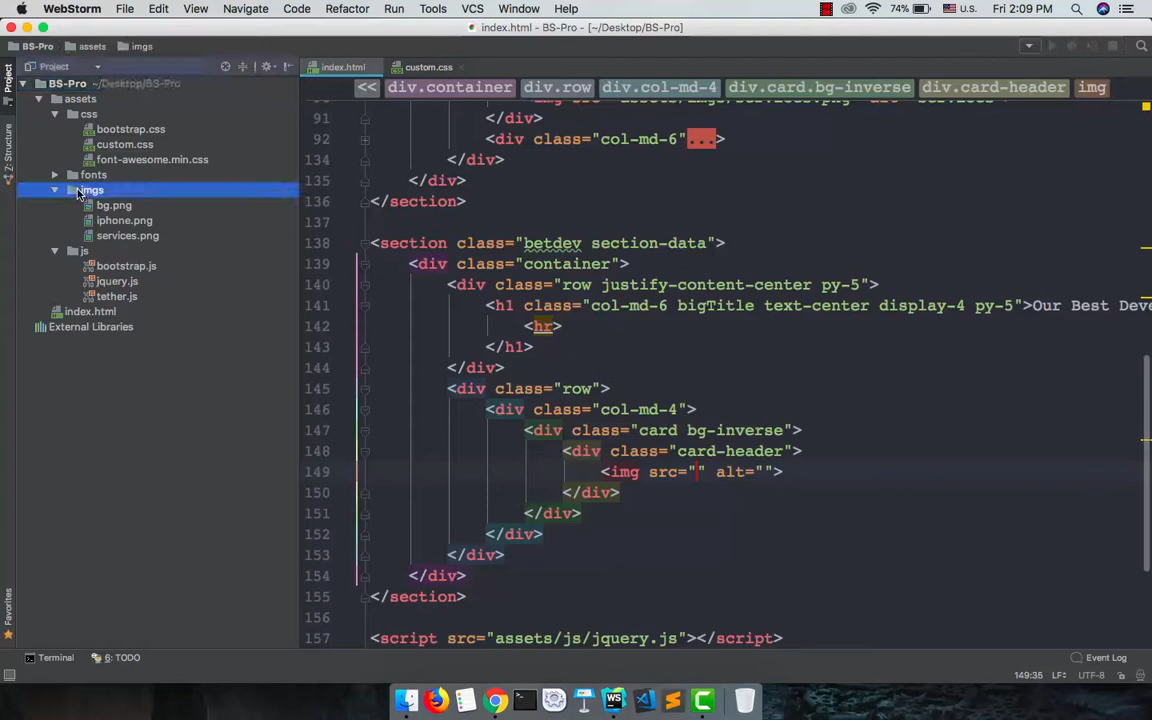 WebStorm File Edit View Navigate Code Refactor Run Tools VCS Window Help 74% U.S. Fri 2:09 PM
index.html - BS-Pro [~/Desktop/BS-Pro]
BS-Pro assets imgs
Project index.html custom.css
<< div.container div.row div.col-md-4 div.card.bg-inverse div.card-header img
BS-Pro ~/Desktop/BS-Pro
assets
css
bootstrap.css
custom.css
font-awesome.min.css
fonts
imgs
bg.png
iphone.png
services.png
js
bootstrap.js
jquery.js
tether.js
index.html
External Libraries
1: Project
7: Structure
2: Favorites
91 </div>
92 <div class="col-md-6"...>
134 </div>
135 </div>
136 </section>
137
138 <section class="betdev section-data">
139 <div class="container">
140 <div class="row justify-content-center py-5">
141 <h1 class="col-md-6 bigTitle text-center display-4 py-5">Our Best Deve
142 <hr>
143 </h1>
144 </div>
145 <div class="row">
146 <div class="col-md-4">
147 <div class="card bg-inverse">
148 <div class="card-header">
149 <img src="" alt="">
150 </div>
151 </div>
152 </div>
153 </div>
154 </div>
155 </section>
156
157 <script src="assets/js/jquery.js"></script>
Terminal 6: TODO Event Log
149:35 LF÷ UTF-8